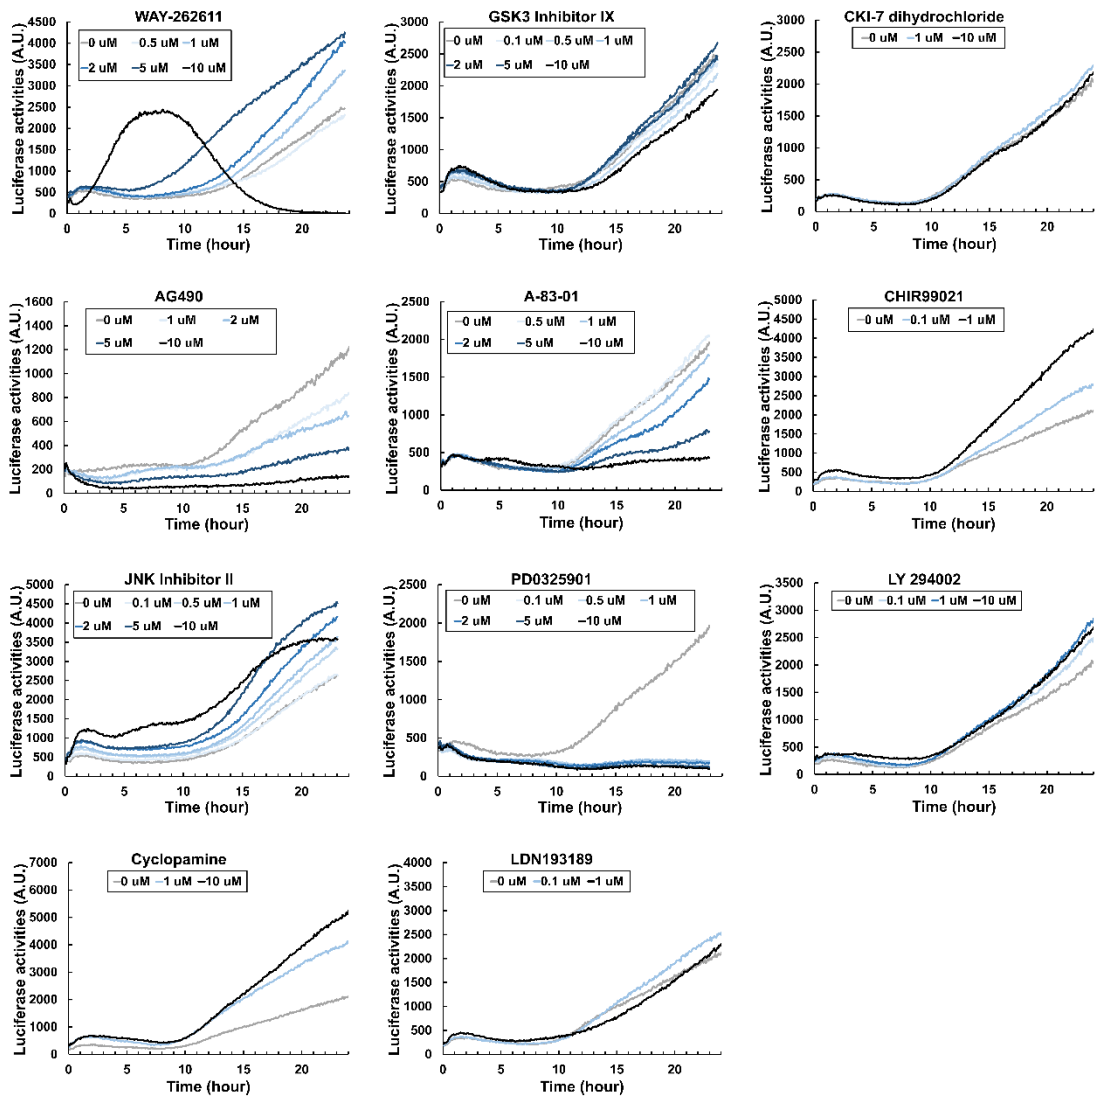 WAY-262611
0 uM 0.5 uM 1 uM
2 uM 5 uM 10 uM
Luciferase activities (A.U.)
4500
4000
3500
3000
2500
2000
1500
1000
500
0
0 5 10 15 20
Time (hour)
GSK3 Inhibitor IX
0 uM 0.1 uM 0.5 uM 1 uM
2 uM 5 uM 10 uM
Luciferase activities (A.U.)
3000
2500
2000
1500
1000
500
0
0 5 10 15 20
Time (hour)
CKI-7 dihydrochloride
0 uM 1 uM 10 uM
Luciferase activities (A.U.)
3000
2500
2000
1500
1000
500
0
0 5 10 15 20
Time (hour)
AG490
0 uM 1 uM 2 uM
5 uM 10 uM
Luciferase activities (A.U.)
1600
1400
1200
1000
800
600
400
200
0
0 5 10 15 20
Time (hour)
A-83-01
0 uM 0.5 uM 1 uM
2 uM 5 uM 10 uM
Luciferase activities (A.U.)
2500
2000
1500
1000
500
0
0 5 10 15 20
Time (hour)
CHIR99021
0 uM 0.1 uM 1 uM
Luciferase activities (A.U.)
5000
4500
4000
3500
3000
2500
2000
1500
1000
500
0
0 5 10 15 20
Time (hour)
JNK Inhibitor II
0 uM 0.1 uM 0.5 uM 1 uM
2 uM 5 uM 10 uM
Luciferase activities (A.U.)
5000
4500
4000
3500
3000
2500
2000
1500
1000
500
0
0 5 10 15 20
Time (hour)
PD0325901
0 uM 0.1 uM 0.5 uM 1 uM
2 uM 5 uM 10 uM
Luciferase activities (A.U.)
2500
2000
1500
1000
500
0
0 5 10 15 20
Time (hour)
LY 294002
0 uM 0.1 uM 1 uM 10 uM
Luciferase activities (A.U.)
3500
3000
2500
2000
1500
1000
500
0
0 10 20
Time (hour)
Cyclopamine
0 uM 1 uM 10 uM
Luciferase activities (A.U.)
7000
6000
5000
4000
3000
2000
1000
0
0 5 10 15 20
Time (hour)
LDN193189
0 uM 0.1 uM 1 uM
Luciferase activities (A.U.)
4000
3500
3000
2500
2000
1500
1000
500
0
0 5 10 15 20
Time (hour)